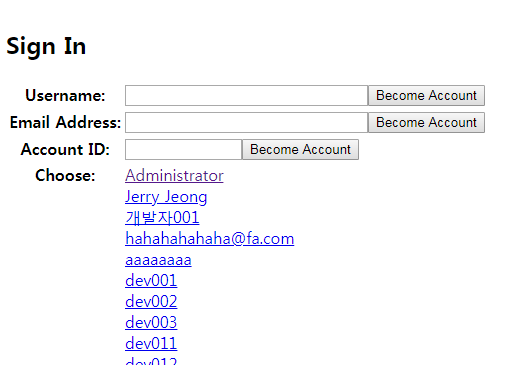 Sign In
Username: Become Account
Email Address: Become Account
Account ID: Become Account
Choose: Administrator
Jerry Jeong
개발자001
hahahahahaha@fa.com
aaaaaaaa
dev001
dev002
dev003
dev011
dev012